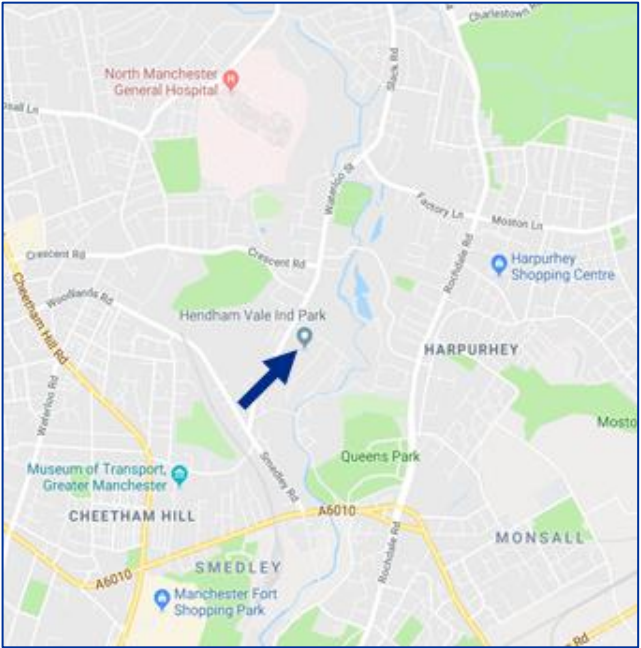 Charlestown R
North Manchester
General Hospital
Slack Rd
Waterloo St
Factory Ln
Moston Ln
Crescent Rd
Crescent Rd
Rochdale Rd
Harpurhey
Shopping Centre
Woodlands Rd
Cheetham Hill Rd
Hendham Vale Ind Park
HARPURHEY
Waterloo Rd
Mosto
Queens Park
Museum of Transport,
Greater Manchester
Smedley Rd
CHEETHAM HILL
A6010
Rochdale Rd
MONSALL
SMEDLEY
A6010
Manchester Fort
Shopping Park
Rd